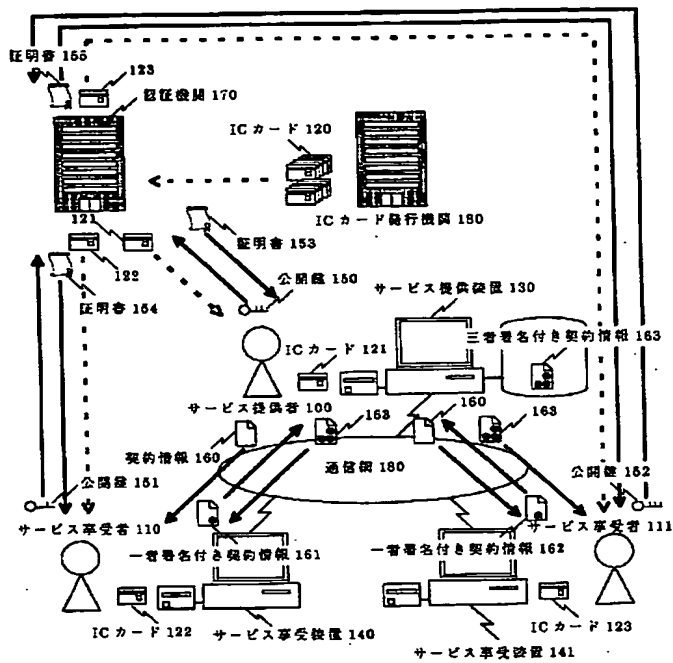 証明書 155
123
認証機関 170
ICカード 120
ICカード発行機関 180
121
122
証明書 153
証明書 154
公開鍵 150
サービス提供装置 130
三者署名付き契約情報 163
ICカード 121
サービス提供者 100
160
163
163
契約情報 160
通信網 180
公開鍵 151
公開鍵 152
サービス享受者 110
サービス享受者 111
一者署名付き契約情報 161
一者署名付き契約情報 162
ICカード 122
サービス享受装置 140
ICカード 123
サービス享受装置 141